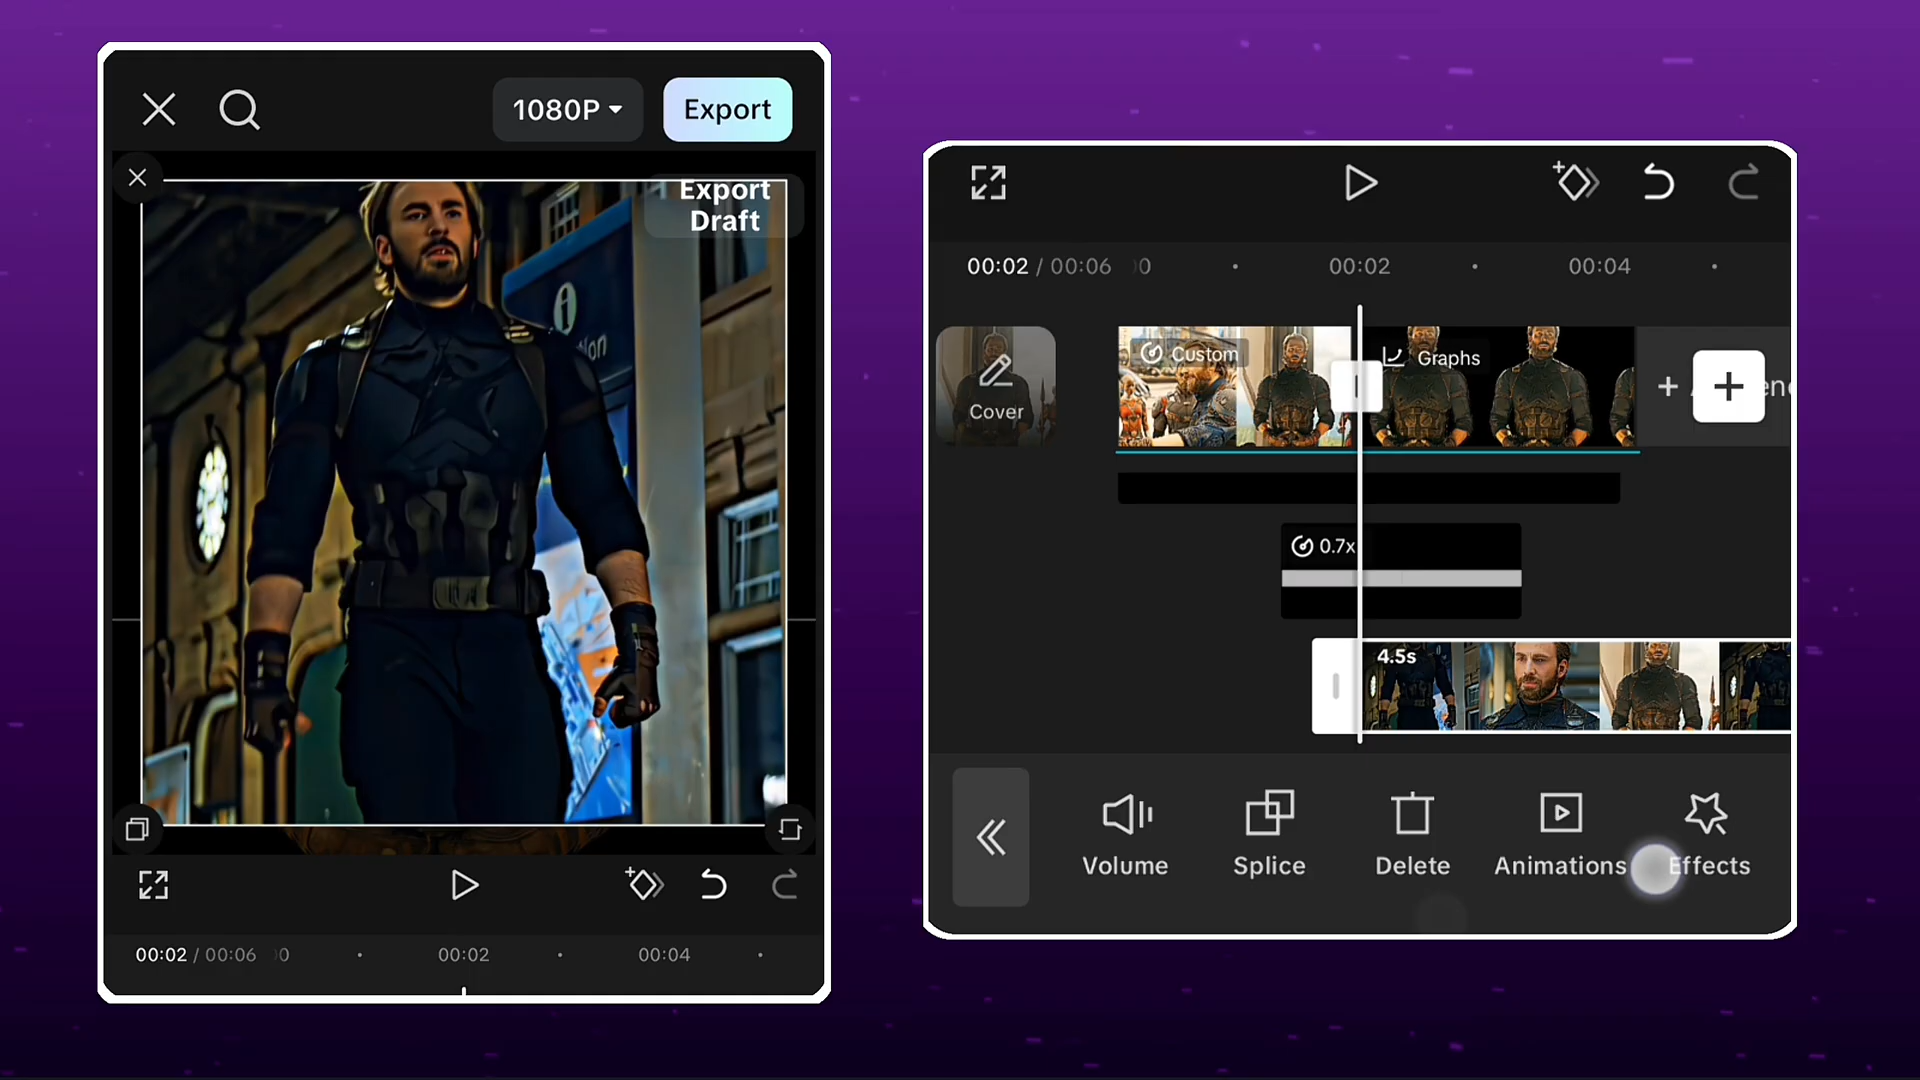 1080P
Export
Export
Draft
i
00:02 / 00:06
00:02
00:04
00:02 / 00:06
00:02
00:04
Custom
Graphs
Cover
0.7x
4.5s
Volume
Splice
Delete
Animations
Effects